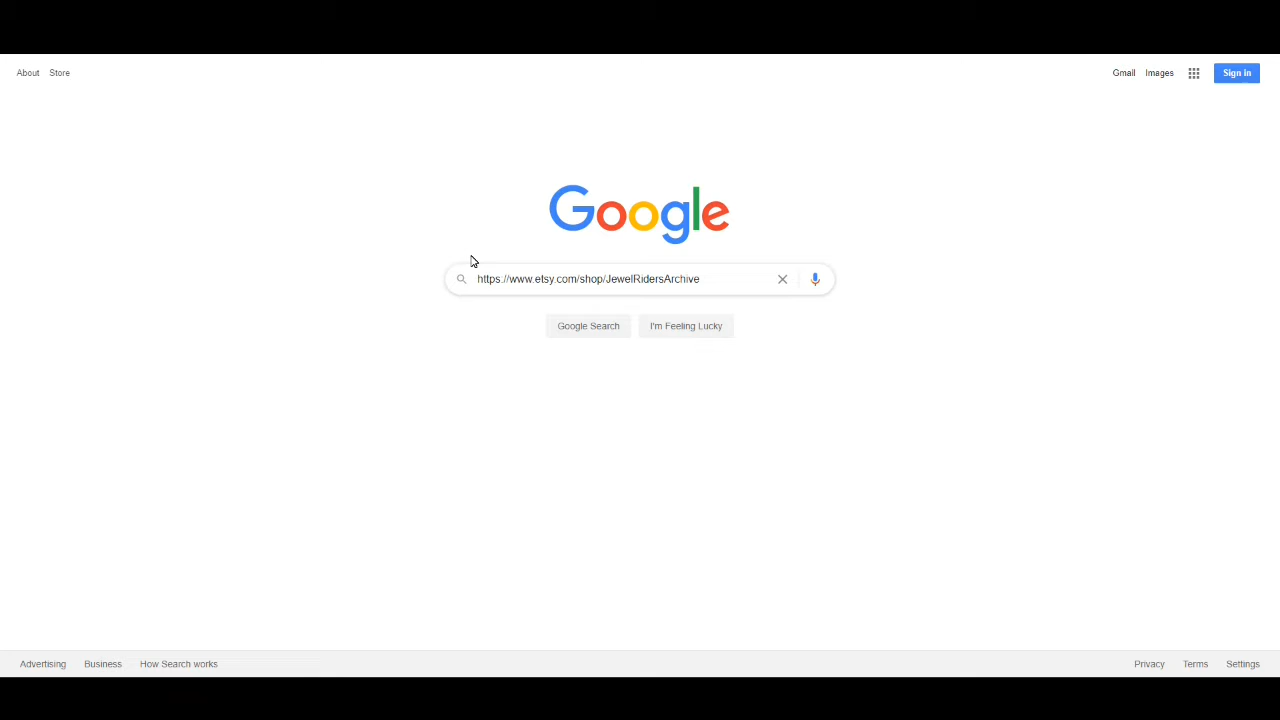 About Store
Gmail Images Sign in
Google
https://www.etsy.com/shop/JewelRidersArchive
Google Search I'm Feeling Lucky
Advertising Business How Search works
Privacy Terms Settings